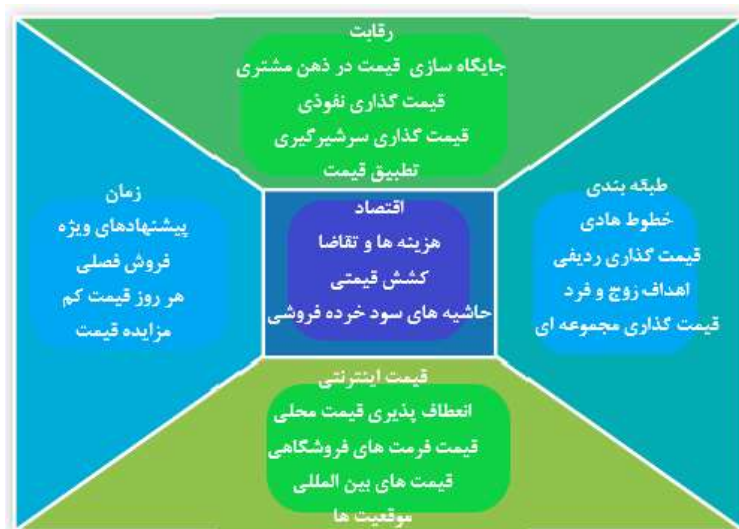 رقابت
جایگاه سازی قیمت در ذهن مشتری
قیمت گذاری نفوذی
قیمت گذاری سرشیرگیری
تطبیق قیمت
طبقه بندی
خطوط هادی
قیمت گذاری ردیفی
اهداف زوج و فرد
قیمت گذاری مجموعه ای
اقتصاد
هزینه ها و تقاضا
کشش قیمتی
حاشیه های سود خرده فروشی
زمان
پیشنهادهای ویژه
فروش فصلی
هر روز قیمت کم
مزایده قیمت
قیمت اینترنتی
انعطاف پذیری قیمت محلی
قیمت فرمت های فروشگاهی
قیمت های بین المللی
موقعیت ها